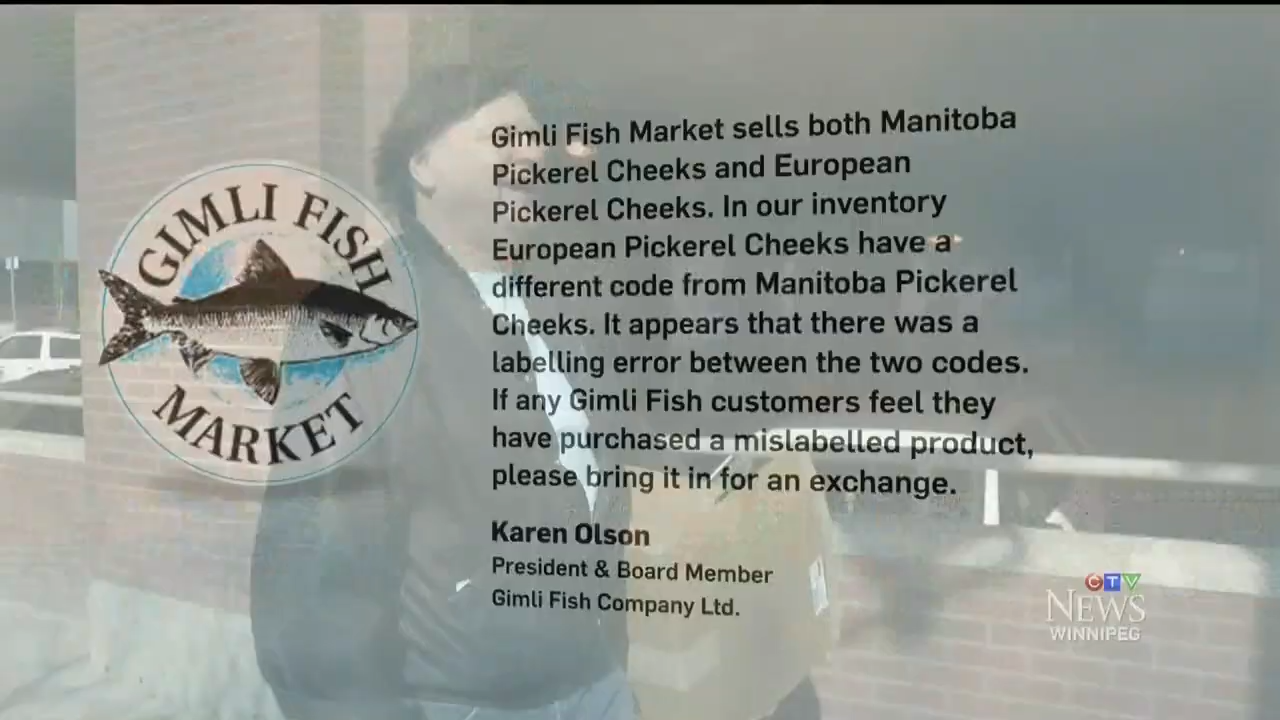 GIMLI FISH
MARKET
Gimli Fish Market sells both Manitoba
Pickerel Cheeks and European
Pickerel Cheeks. In our inventory
European Pickerel Cheeks have a
different code from Manitoba Pickerel
Cheeks. It appears that there was a
labelling error between the two codes.
If any Gimli Fish customers feel they
have purchased a mislabelled product,
please bring it in for an exchange.
Karen Olson
President & Board Member
Gimli Fish Company Ltd.
CTV
NEWS
WINNIPEG